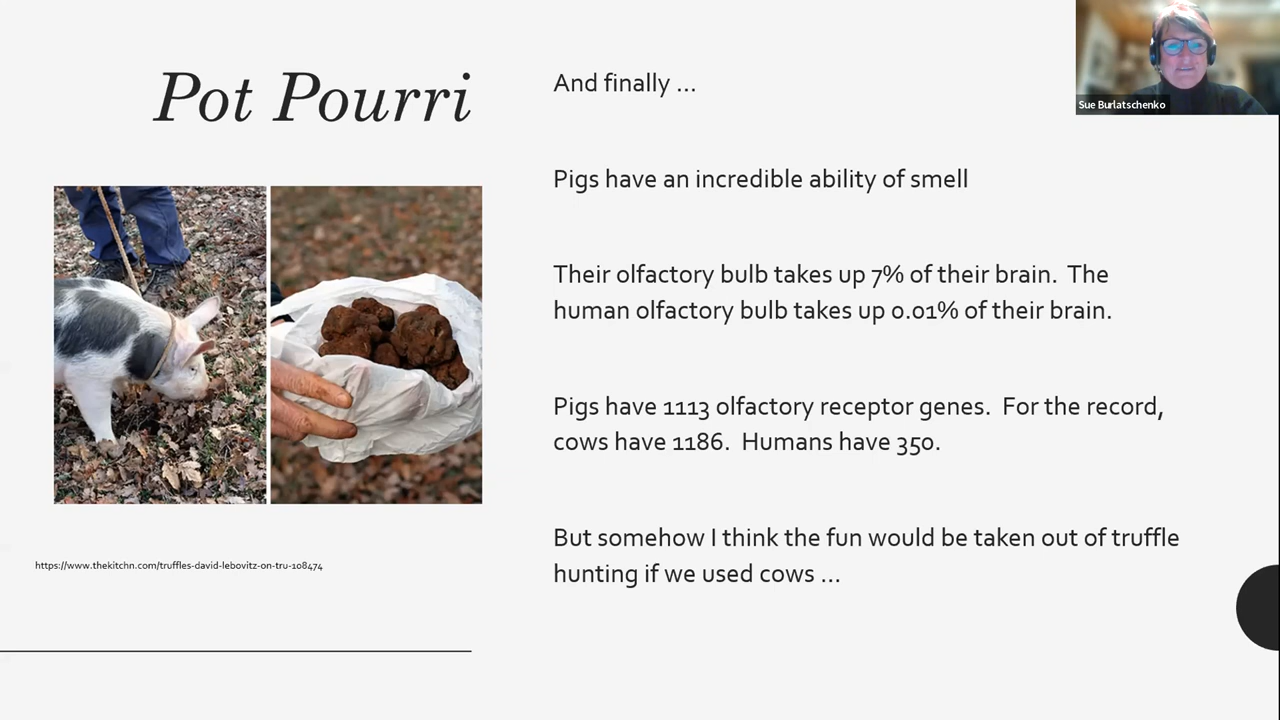 Pot Pourri
And finally ...
Pigs have an incredible ability of smell
Their olfactory bulb takes up 7% of their brain.  The
human olfactory bulb takes up 0.01% of their brain.
Pigs have 1113 olfactory receptor genes.  For the record,
cows have 1186.  Humans have 350.
But somehow I think the fun would be taken out of truffle
hunting if we used cows ...
https://www.thekitchn.com/truffles-david-lebovitz-on-tru-108474
Sue Burlatschenko